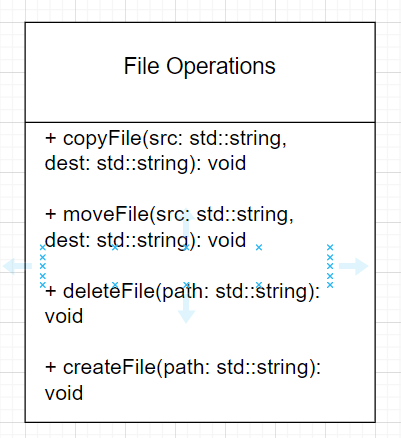 File Operations
+ copyFile(src: std::string,
dest: std::string): void
+ moveFile(src: std::string,
dest: std::string): void
+ deleteFile(path: std::string):
void
+ createFile(path: std::string):
void